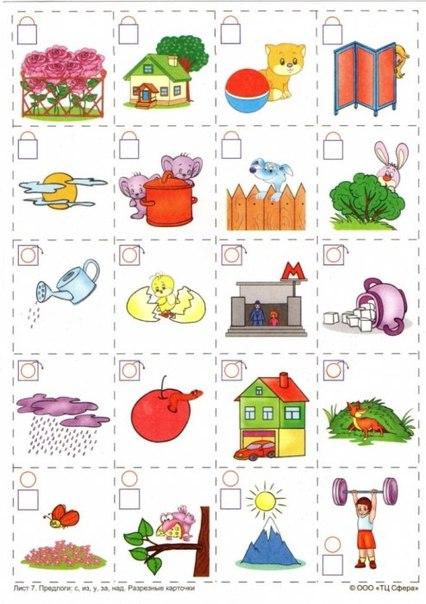 М
Лист 7. Предлоги: с, из, у, за, над. Разрезные карточки
© ООО «ТЦ Сфера»